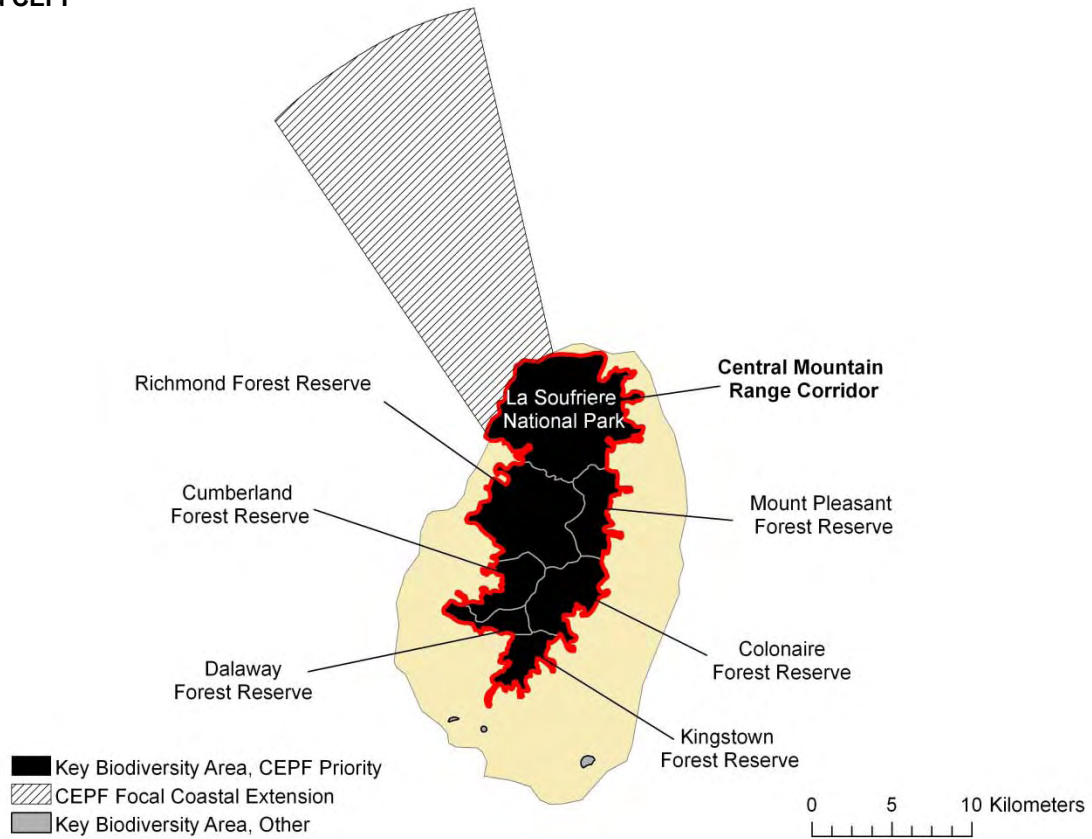 Central Mountain
Range Corridor
Richmond Forest Reserve
La Soufriere
National Park
Cumberland
Forest Reserve
Mount Pleasant
Forest Reserve
Dalaway
Forest Reserve
Colonaire
Forest Reserve
Kingstown
Forest Reserve
Key Biodiversity Area, CEPF Priority
CEPF Focal Coastal Extension
Key Biodiversity Area, Other
0 5 10 Kilometers